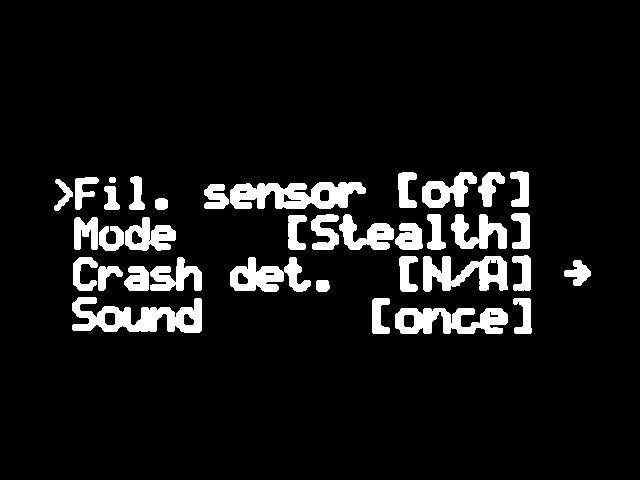 >Fil. sensor [off]
Mode [Stealth]
Crash det. [N/A] →
Sound [once]